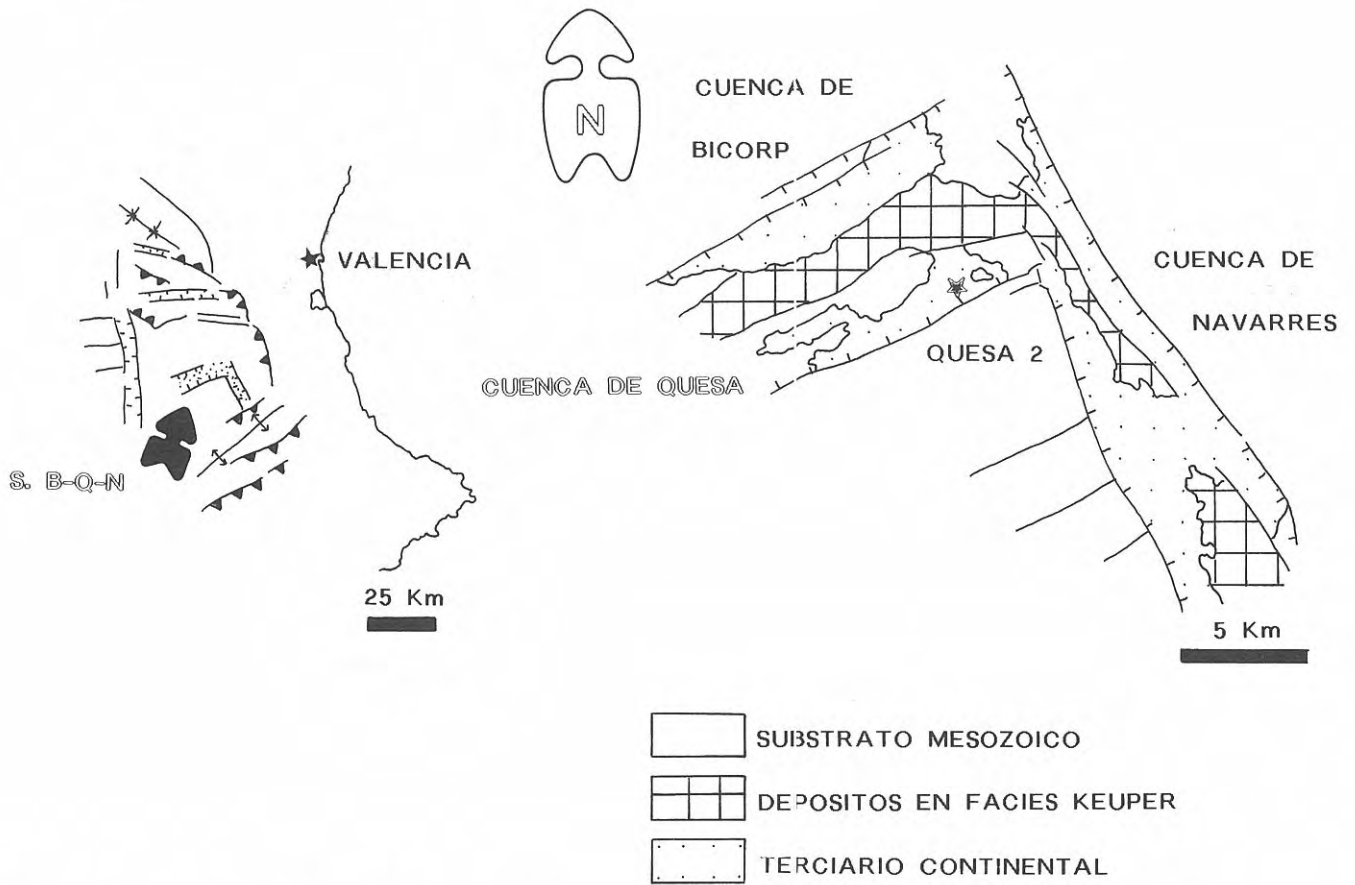 N
CUENCA DE
BICORP
VALENCIA
CUENCA DE
NAVARRES
QUESA 2
CUENCA DE QUESA
S. B-Q-N
25 Km
5 Km
SUBSTRATO MESOZOICO
DEPOSITOS EN FACIES KEUPER
TERCIARIO CONTINENTAL